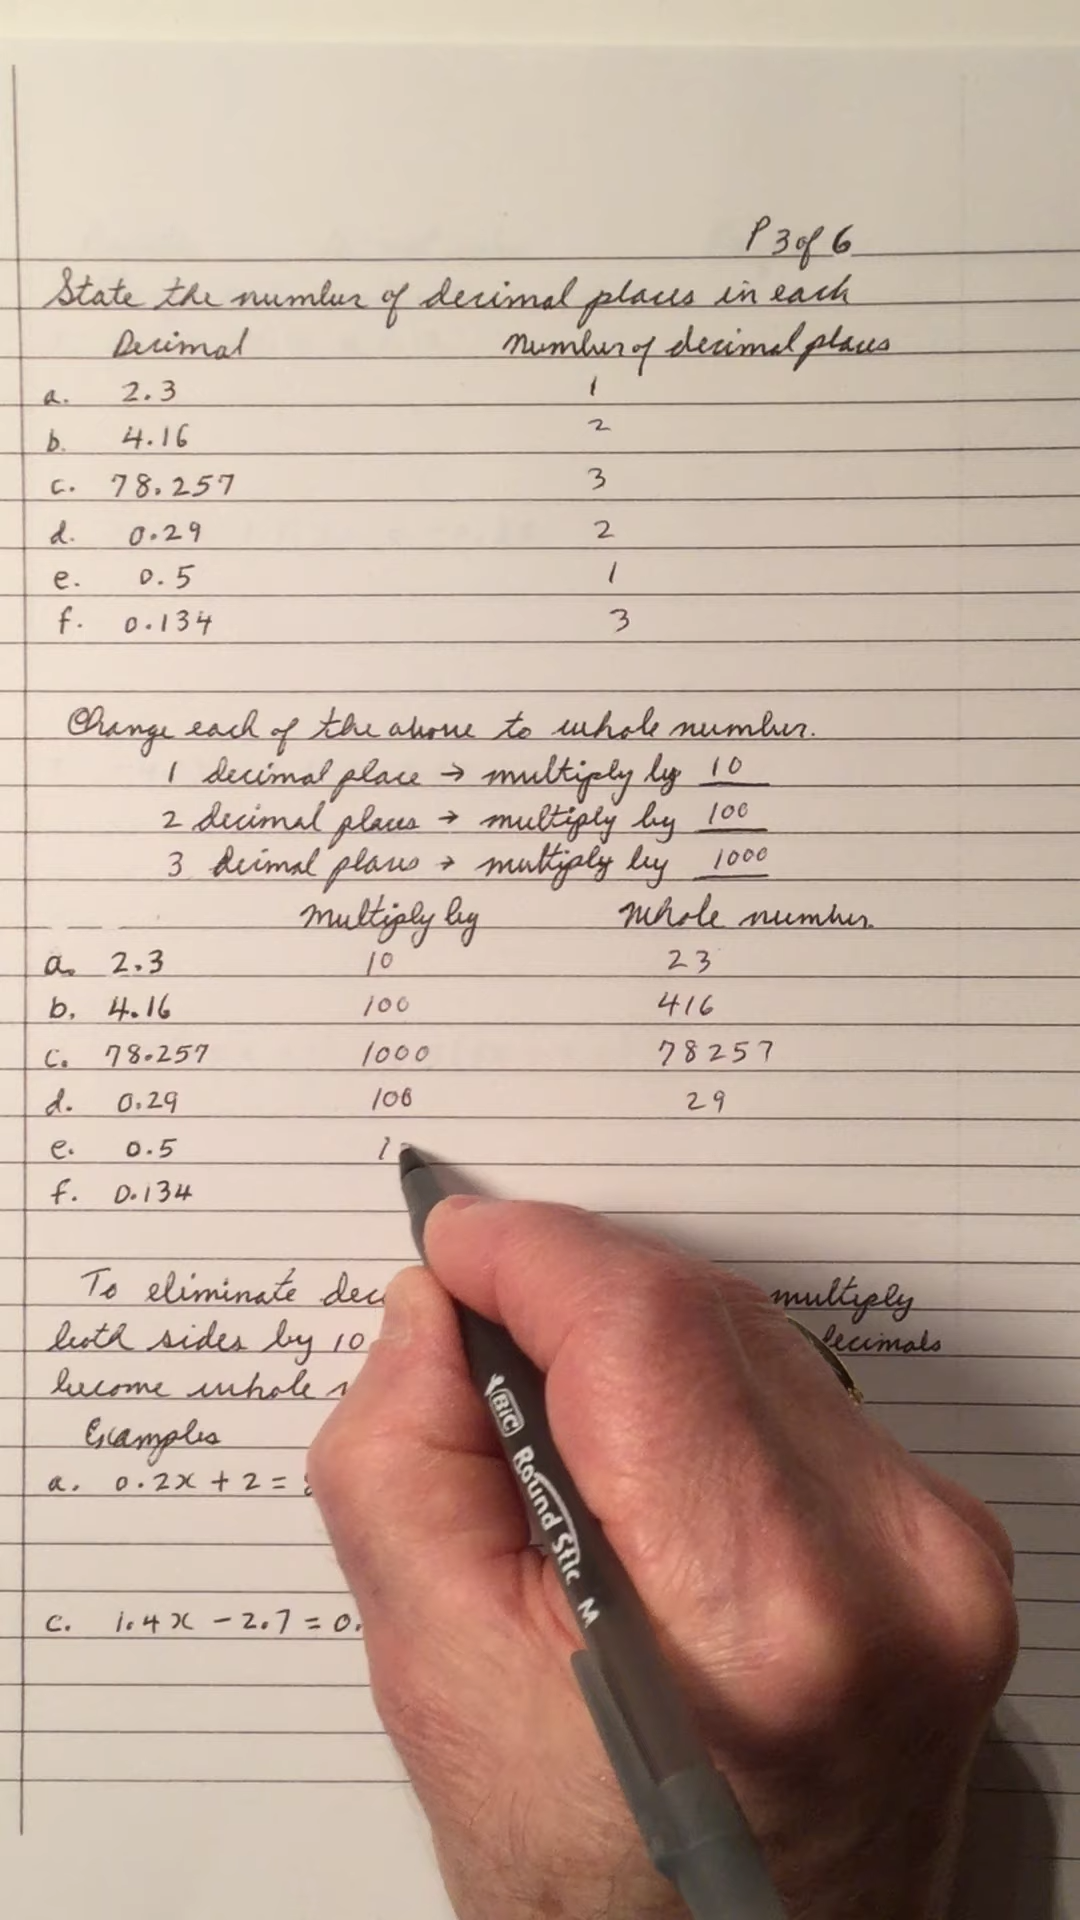 P 3 of 6
State the number of decimal places in each
Decimal Number of decimal places
a. 2.3 1
b. 4.16 2
c. 78.257 3
d. 0.29 2
e. 0.5 1
f. 0.134 3
Change each of the above to whole number.
1 decimal place → multiply by 10
2 decimal places → multiply by 100
3 decimal places → multiply by 1000
Multiply by Whole number
a. 2.3 10 23
b. 4.16 100 416
c. 78.257 1000 78257
d. 0.29 100 29
e. 0.5 1
f. 0.134
To eliminate multiply
both sides by 10 decimals
become whole
Examples
a. 0.2x + 2 =
c. 1.4x - 2.7 = 0.
BIC Round Stic M